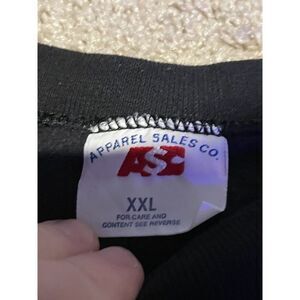 APPAREL SALES CO.
ASC
XXL
FOR CARE AND
CONTENT SEE REVERSE